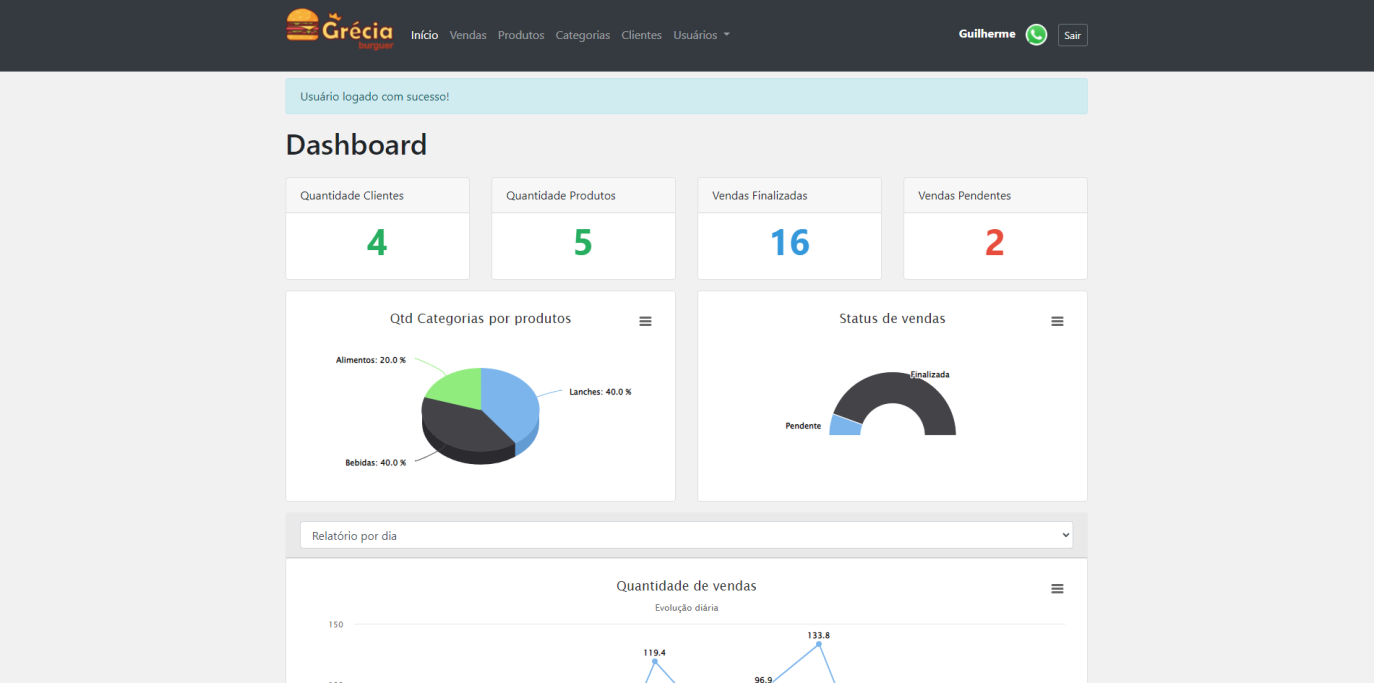 Grécia
burguer
Início Vendas Produtos Categorias Clientes Usuários
Guilherme
Sair
Usuário logado com sucesso!
Dashboard
Quantidade Clientes
4
Quantidade Produtos
5
Vendas Finalizadas
16
Vendas Pendentes
2
Qtd Categorias por produtos
Alimentos: 20.0 %
Lanches: 40.0 %
Bebidas: 40.0 %
Status de vendas
Finalizada
Pendente
Relatório por dia
Quantidade de vendas
Evolução diária
150
133.8
119.4
96.9